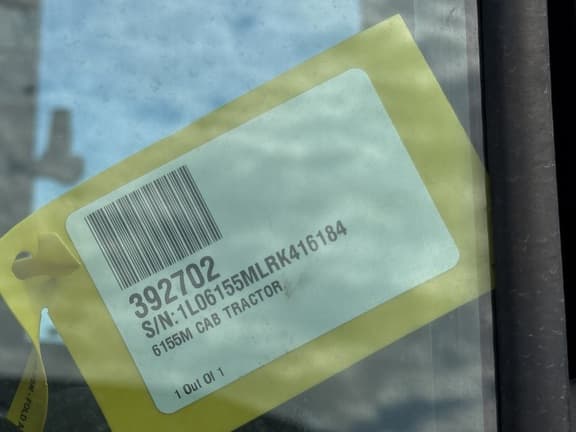 392702
S/N:1L06155MLRK416184
6155M CAB TRACTOR
1 Out Of 1